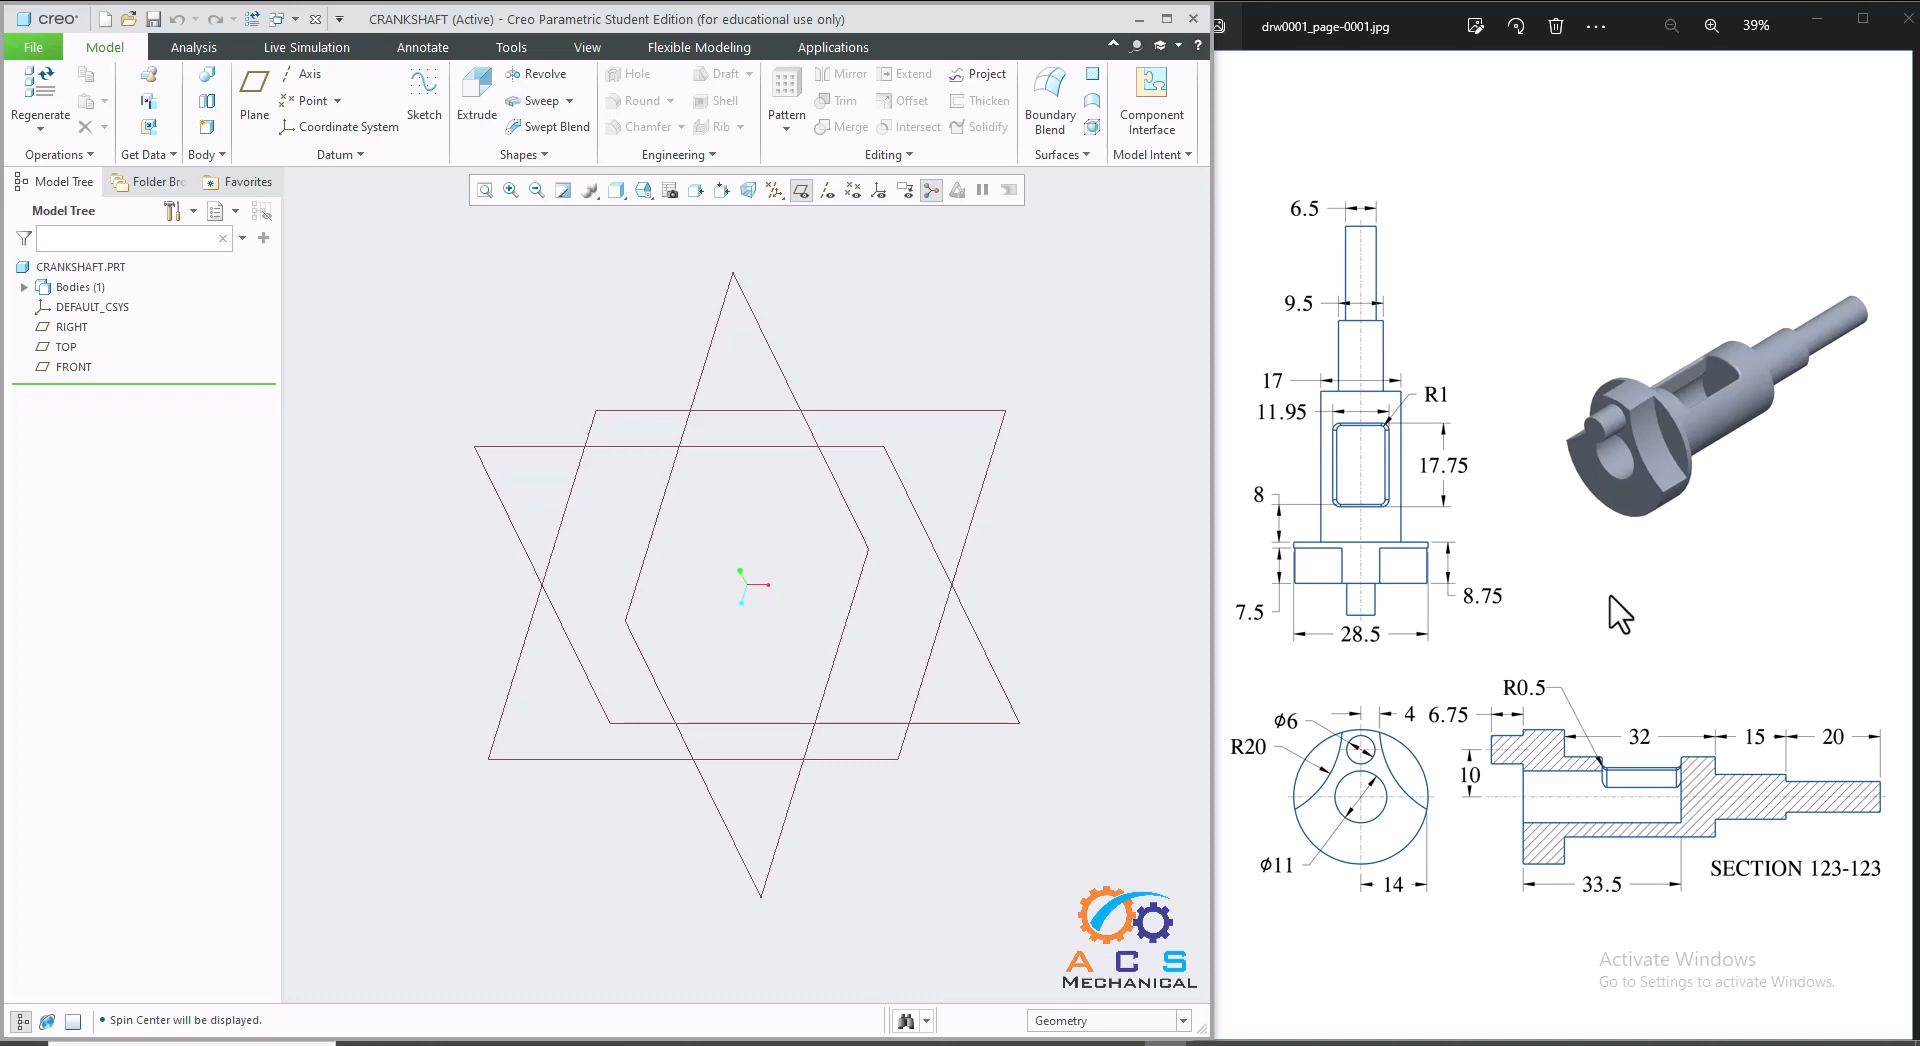 creo
CRANKSHAFT (Active) - Creo Parametric Student Edition (for educational use only)
drw0001_page-0001.jpg
39%
File
Model
Analysis
Live Simulation
Annotate
Tools
View
Flexible Modeling
Applications
Regenerate
Axis
Point
Coordinate System
Plane
Sketch
Extrude
Revolve
Sweep
Swept Blend
Hole
Round
Chamfer
Draft
Shell
Rib
Pattern
Mirror
Trim
Merge
Extend
Offset
Intersect
Project
Thicken
Solidify
Boundary
Blend
Component
Interface
Operations
Get Data
Body
Datum
Shapes
Engineering
Editing
Surfaces
Model Intent
Model Tree
Folder Brc
Favorites
Model Tree
CRANKSHAFT.PRT
Bodies (1)
DEFAULT_CSYS
RIGHT
TOP
FRONT
6.5
9.5
17
R1
11.95
17.75
8
8.75
7.5
28.5
R0.5
ϕ6
4
6.75
R20
32
15
20
10
ϕ11
14
33.5
SECTION 123-123
A C S
MECHANICAL
Activate Windows
Go to Settings to activate Windows.
Spin Center will be displayed.
Geometry